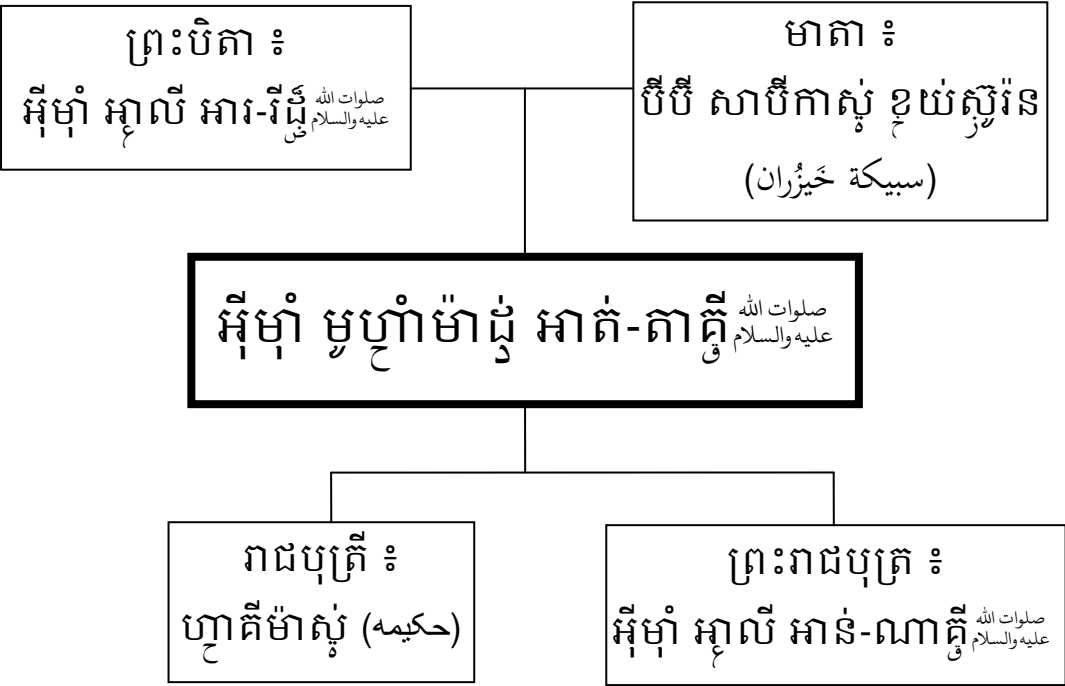 ព្រះបិតា ៖
អ៊ីម៉ាំ អាលី អារ-រីដ្វ៏ صلوات الله عليه والسلام
មាតា ៖
ប៊ីប៊ី សាប៊ីកាស្ហ់ ខយ់ស៊ូរ៉ន
(سبيكة خَيزُران)
អ៊ីម៉ាំ មូហាំម៉ាដ្ហ់ អាត់-តាគ្គី صلوات الله عليه والسلام
រាជបុត្រី ៖
ហាគីម៉ាស្ហ់ (حكيمه)
ព្រះរាជបុត្រ ៖
អ៊ីម៉ាំ អាលី អាន់-ណាគ្គី صلوات الله عليه والسلام